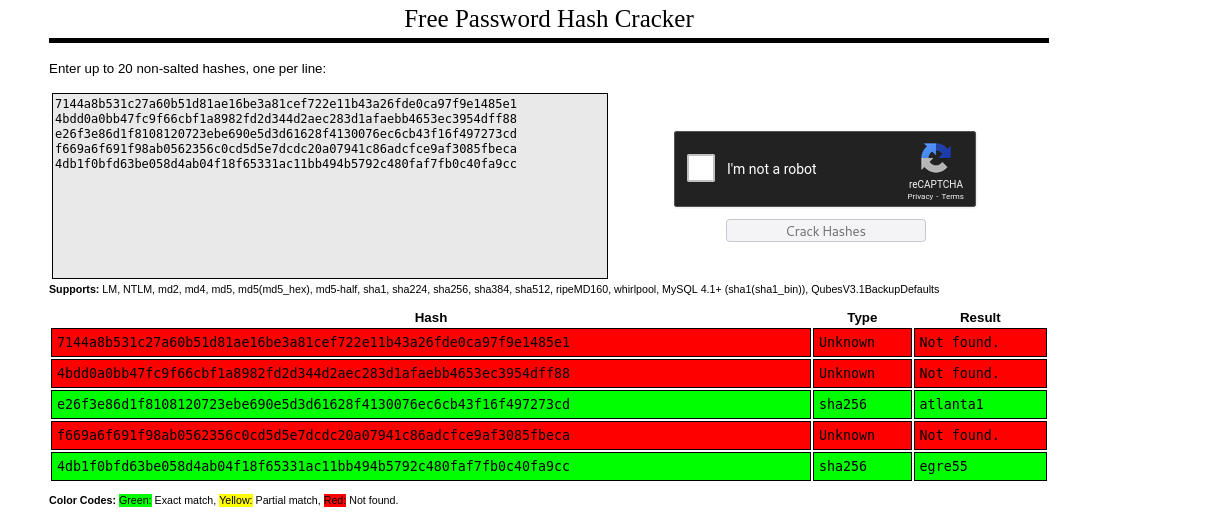 Free Password Hash Cracker
Enter up to 20 non-salted hashes, one per line:
7144a8b531c27a60b51d81ae16be3a81cef722e11b43a26fde0ca97f9e1485e1
4bdd0a0bb47fc9f66cbf1a8982fd2d344d2aec283d1afaebb4653ec3954dff88
e26f3e86d1f8108120723ebe690e5d3d61628f4130076ec6cb43f16f497273cd
f669a6f691f98ab0562356c0cd5d5e7dcdc20a07941c86adcfce9af3085fbeca
4db1f0bfd63be058d4ab04f18f65331ac11bb494b5792c480faf7fb0c40fa9cc
I'm not a robot
reCAPTCHA
Privacy - Terms
Crack Hashes
Supports: LM, NTLM, md2, md4, md5, md5(md5_hex), md5-half, sha1, sha224, sha256, sha384, sha512, ripeMD160, whirlpool, MySQL 4.1+ (sha1(sha1_bin)), QubesV3.1BackupDefaults
Hash Type Result
7144a8b531c27a60b51d81ae16be3a81cef722e11b43a26fde0ca97f9e1485e1 Unknown Not found.
4bdd0a0bb47fc9f66cbf1a8982fd2d344d2aec283d1afaebb4653ec3954dff88 Unknown Not found.
e26f3e86d1f8108120723ebe690e5d3d61628f4130076ec6cb43f16f497273cd sha256 atlanta1
f669a6f691f98ab0562356c0cd5d5e7dcdc20a07941c86adcfce9af3085fbeca Unknown Not found.
4db1f0bfd63be058d4ab04f18f65331ac11bb494b5792c480faf7fb0c40fa9cc sha256 egre55
Color Codes: Green: Exact match, Yellow: Partial match, Red: Not found.